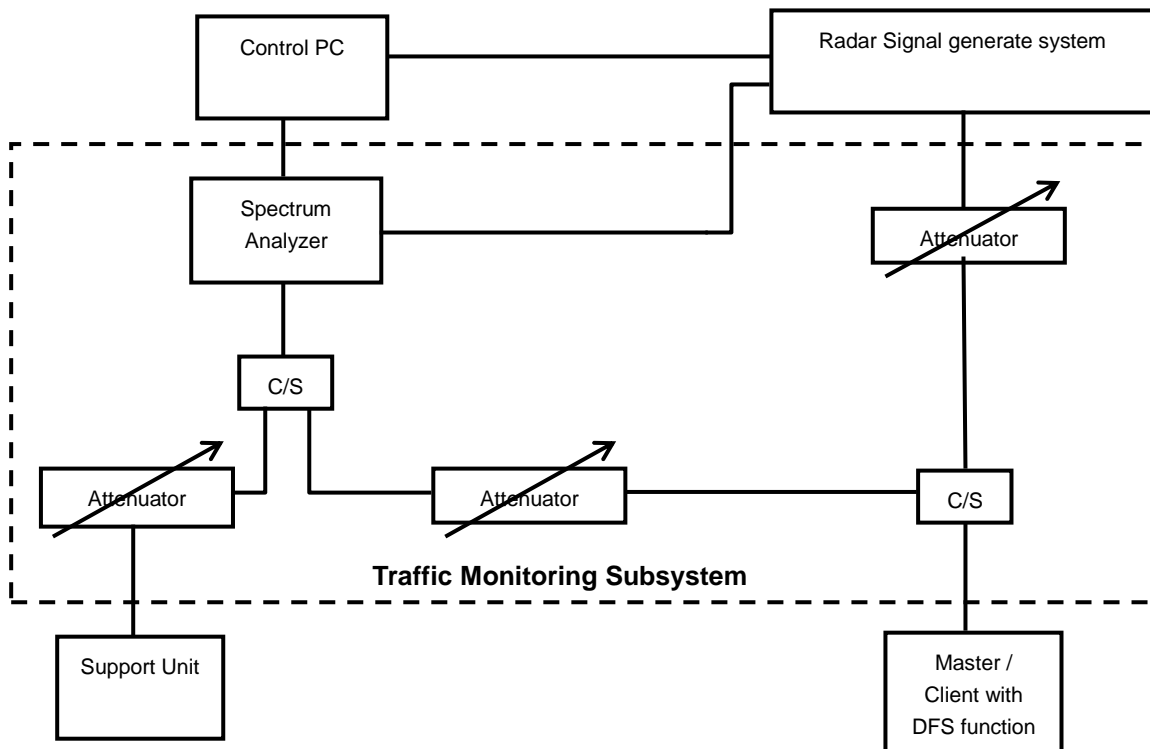 Control PC
Radar Signal generate system
Spectrum
Analyzer
Attenuator
C/S
Attenuator
Attenuator
C/S
Traffic Monitoring Subsystem
Support Unit
Master /
Client with
DFS function